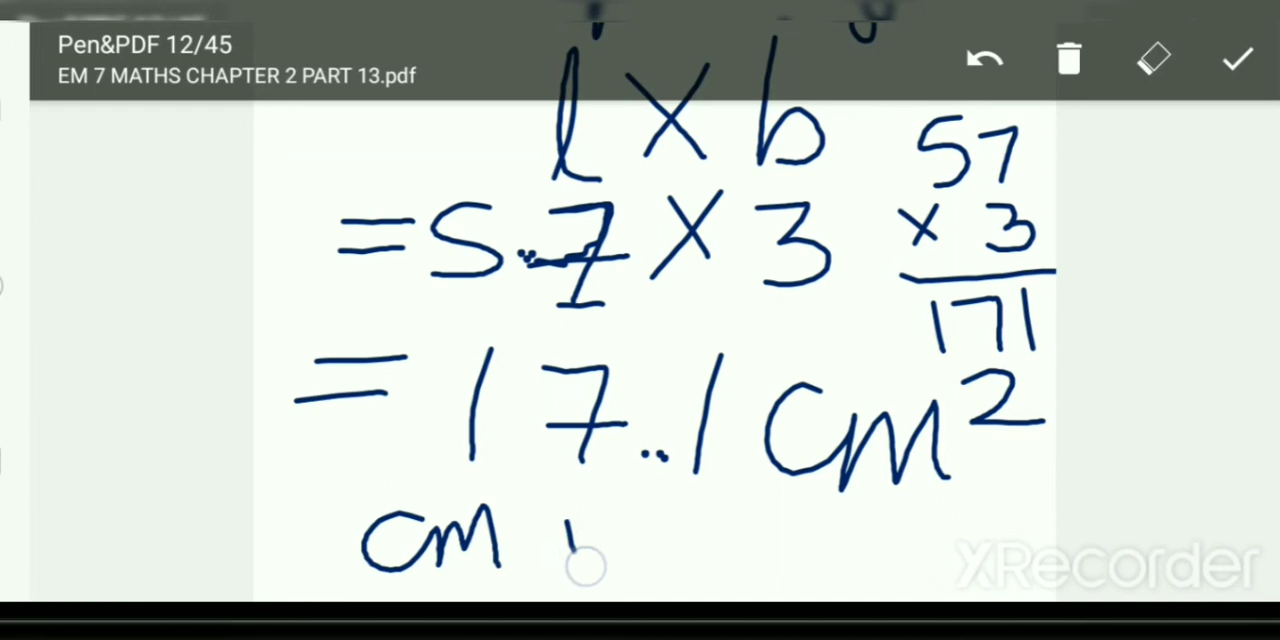 Pen&PDF 12/45
EM 7 MATHS CHAPTER 2 PART 13.pdf
l × b
= 5.7 × 3
= 17.1 cm²
57
× 3
171
cm
XRecorder